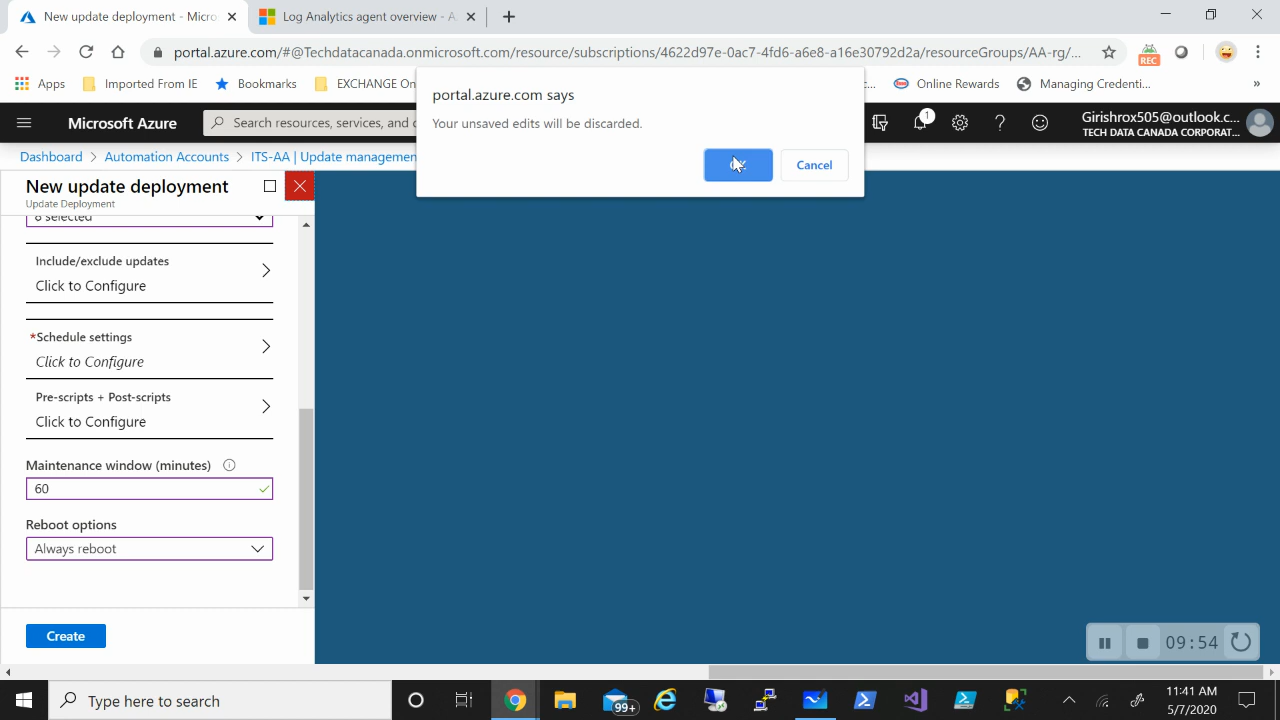 New update deployment - Micro
Log Analytics agent overview - A
portal.azure.com/#@Techdatacanada.onmicrosoft.com/resource/subscriptions/4622d97e-0ac7-4fd6-a6e8-a16e30792d2a/resourceGroups/AA-rg/...
REC
Apps
Imported From IE
Bookmarks
EXCHANGE On
Online Rewards
Managing Credenti...
»
portal.azure.com says
Your unsaved edits will be discarded.
Cancel
Microsoft Azure
Search resources, services, and
1
Girishrox505@outlook.c...
TECH DATA CANADA CORPORAT...
Dashboard > Automation Accounts > ITS-AA | Update managemen
New update deployment
Update Deployment
8 selected
Include/exclude updates
Click to Configure
*Schedule settings
Click to Configure
Pre-scripts + Post-scripts
Click to Configure
Maintenance window (minutes)
60
Reboot options
Always reboot
Create
09:54
Type here to search
99+
11:41 AM
5/7/2020